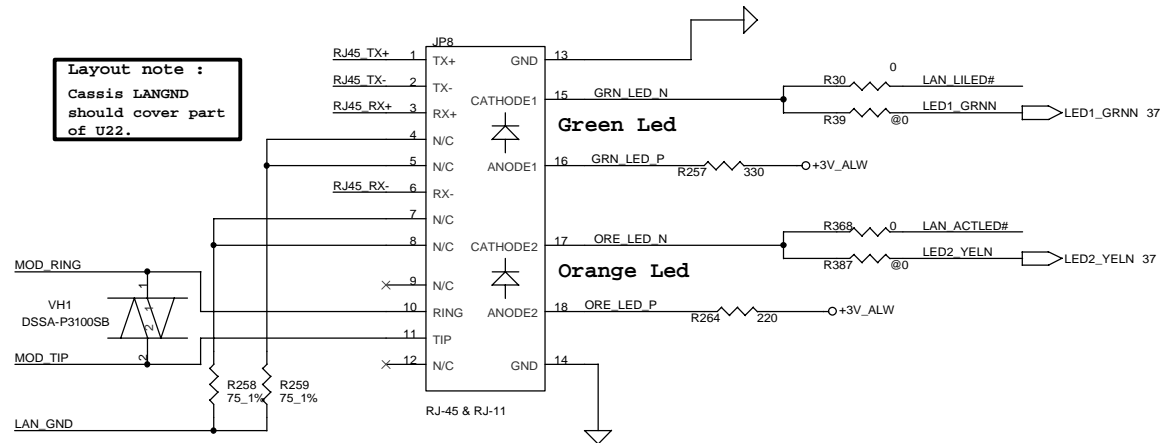 Layout note :
Cassis LANGND
should cover part
of U22.
JP8
RJ45_TX+ 1 TX+
RJ45_TX- 2 TX-
RJ45_RX+ 3 RX+
4 N/C
5 N/C
RJ45_RX- 6 RX-
7 N/C
8 N/C
9 N/C
10 RING
11 TIP
12 N/C
GND 13
CATHODE1 15 GRN_LED_N
Green Led
ANODE1 16 GRN_LED_P
R257 330 +3V_ALW
R30 0 LAN_LILED#
R39 @0 LED1_GRNN
LED1_GRNN 37
CATHODE2 17 ORE_LED_N
Orange Led
ANODE2 18 ORE_LED_P
R264 220 +3V_ALW
R368 0 LAN_ACTLED#
R387 @0 LED2_YELN
LED2_YELN 37
GND 14
RJ-45 & RJ-11
MOD_RING
1
1
VH1
DSSA-P3100SB
2
2
MOD_TIP
R258
75_1%
R259
75_1%
LAN_GND